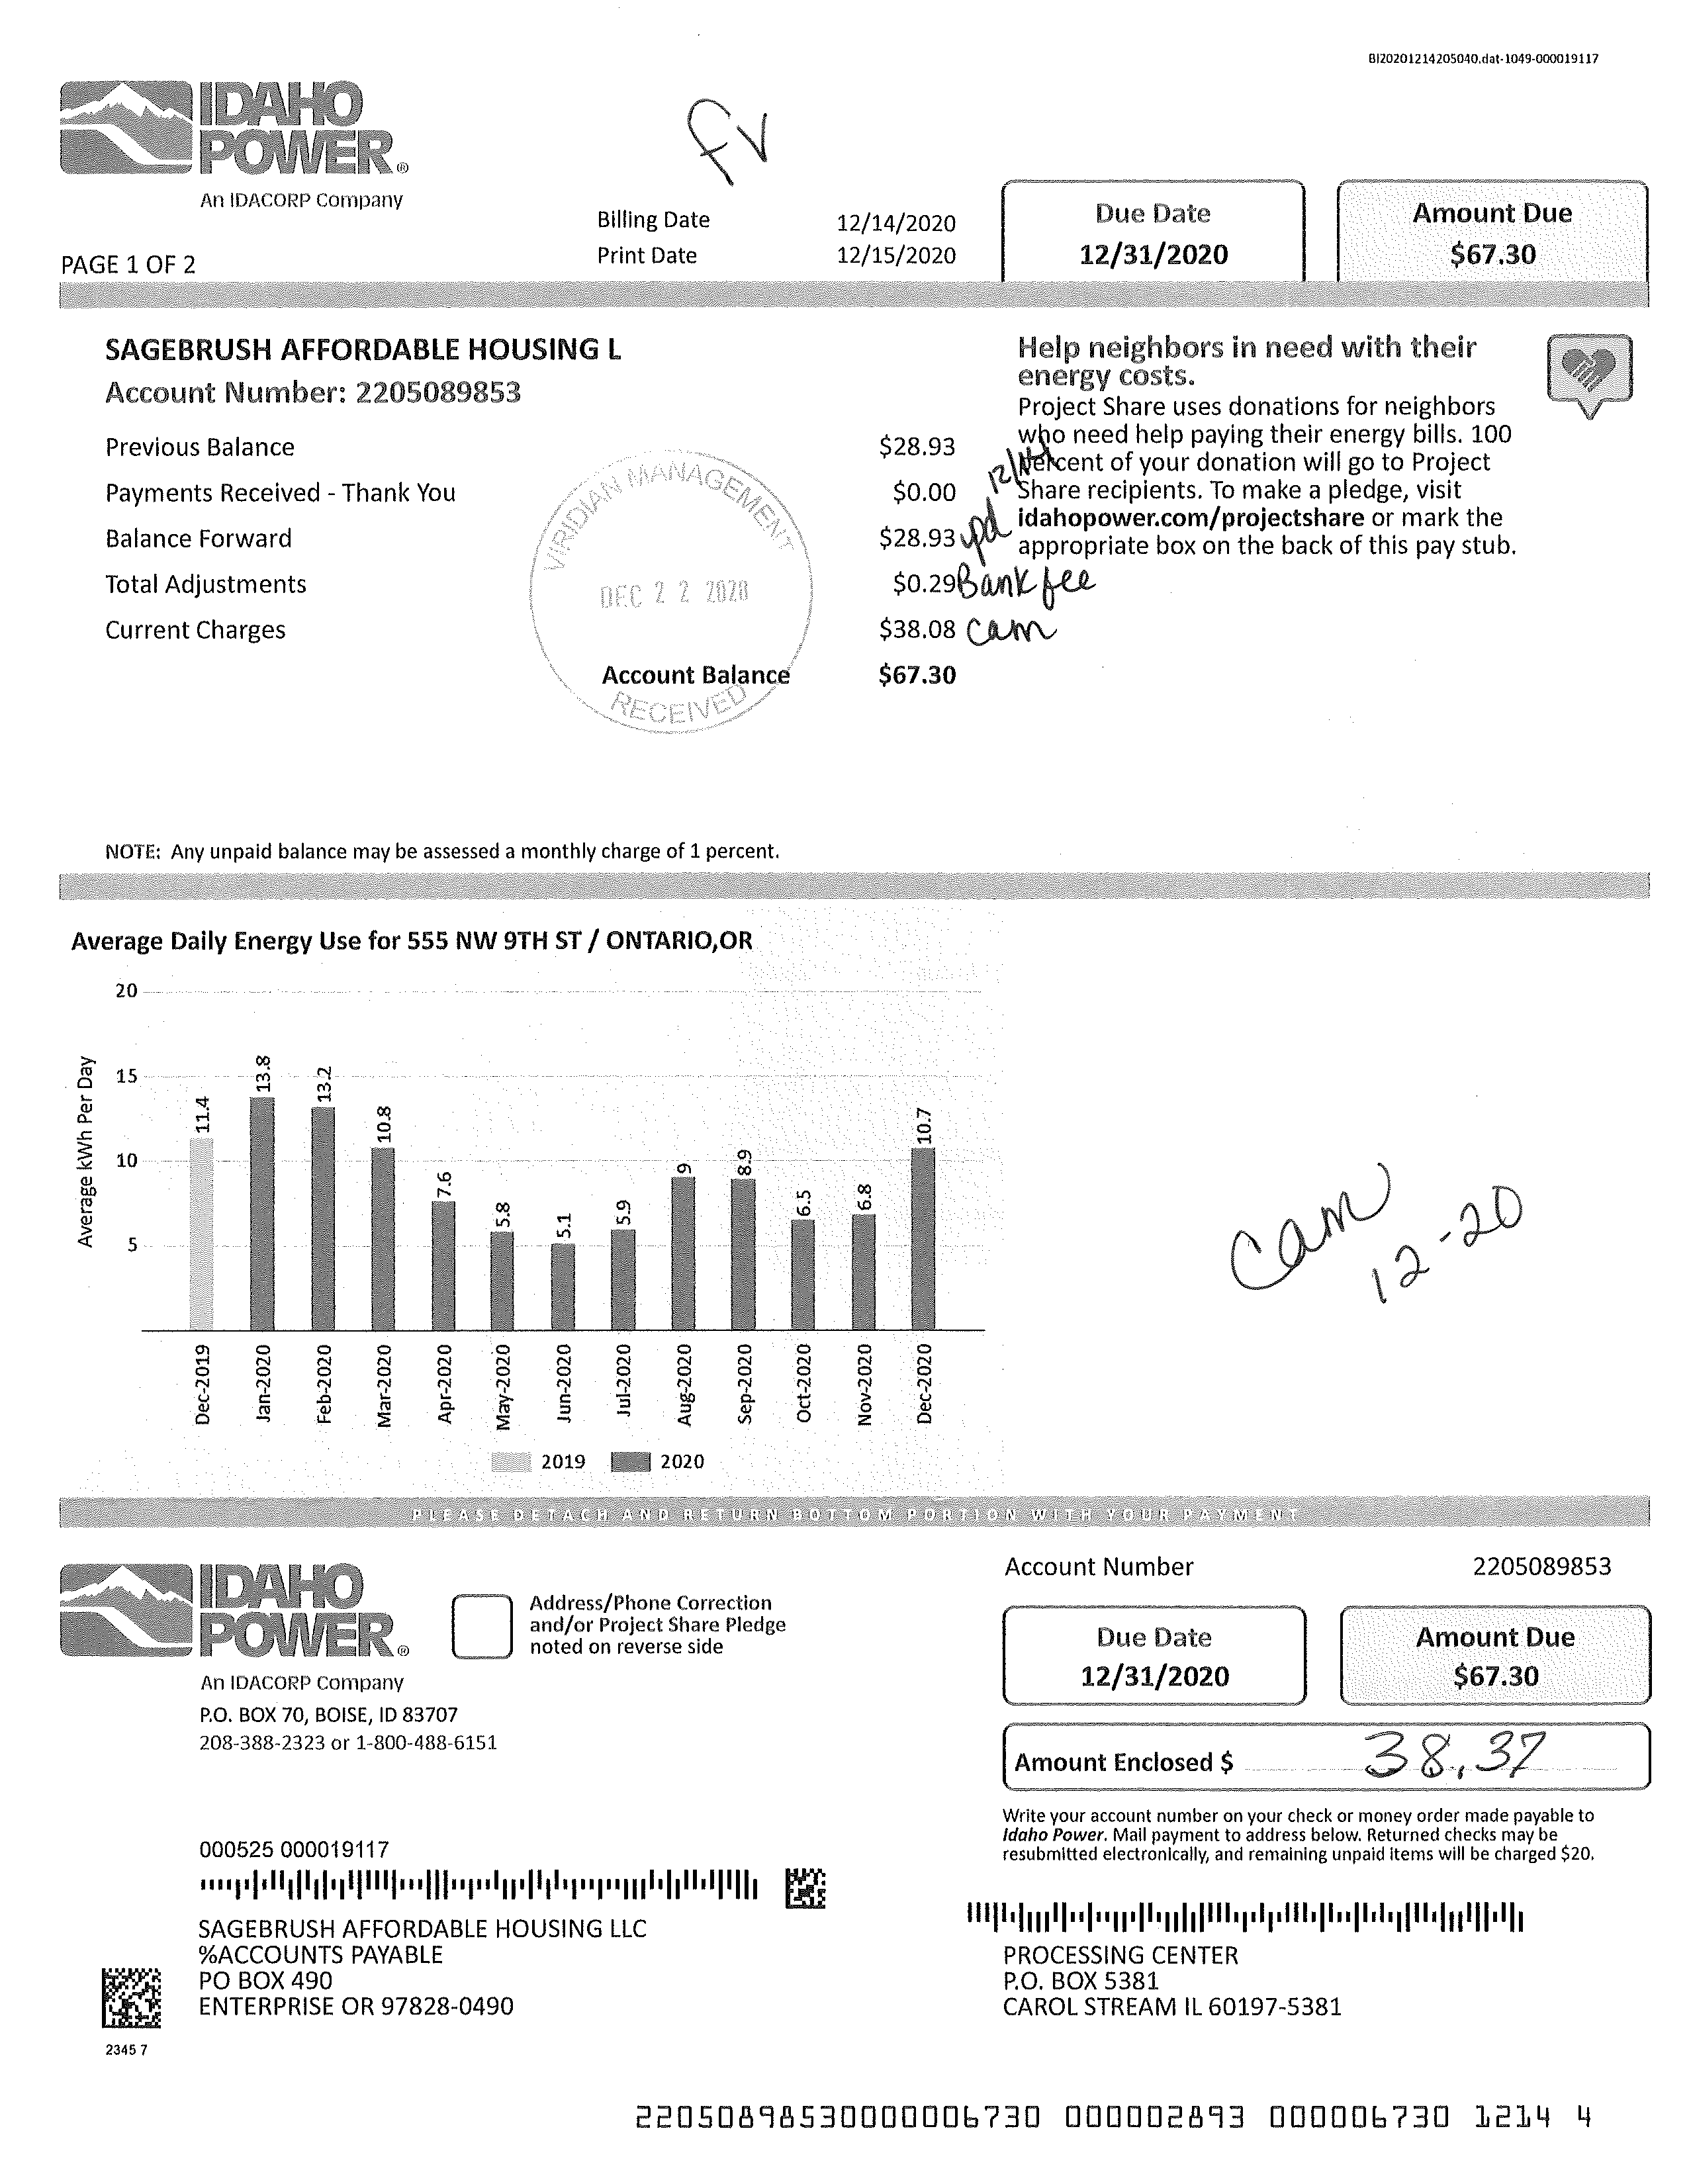 BI20201214205040.dat-1049-000019117
IDAHO
POWER®
An IDACORP Company
FV
PAGE 1 OF 2
Billing Date 12/14/2020
Print Date 12/15/2020
Due Date
12/31/2020
Amount Due
$67.30
SAGEBRUSH AFFORDABLE HOUSING L
Account Number: 2205089853
Previous Balance $28.93
Payments Received - Thank You $0.00
Balance Forward $28.93 pd
Total Adjustments $0.29 Bank fee
Current Charges $38.08 Cam
Account Balance $67.30
VIRIDIAN MANAGEMENT
DEC 22 2020
RECEIVED
Help neighbors in need with their
energy costs.
Project Share uses donations for neighbors
who need help paying their energy bills. 100
percent of your donation will go to Project
Share recipients. To make a pledge, visit
idahopower.com/projectshare or mark the
appropriate box on the back of this pay stub.
NOTE: Any unpaid balance may be assessed a monthly charge of 1 percent.
Average Daily Energy Use for 555 NW 9TH ST / ONTARIO,OR
Average kWh Per Day
20
15
10
5
11.4
13.8
13.2
10.8
7.6
5.8
5.1
5.9
9
8.9
6.5
6.8
10.7
Dec-2019
Jan-2020
Feb-2020
Mar-2020
Apr-2020
May-2020
Jun-2020
Jul-2020
Aug-2020
Sep-2020
Oct-2020
Nov-2020
Dec-2020
2019 2020
Cam
12-20
PLEASE DETACH AND RETURN BOTTOM PORTION WITH YOUR PAYMENT
IDAHO
POWER®
An IDACORP Company
P.O. BOX 70, BOISE, ID 83707
208-388-2323 or 1-800-488-6151
Address/Phone Correction
and/or Project Share Pledge
noted on reverse side
Account Number 2205089853
Due Date
12/31/2020
Amount Due
$67.30
Amount Enclosed $ 38.37
Write your account number on your check or money order made payable to
Idaho Power. Mail payment to address below. Returned checks may be
resubmitted electronically, and remaining unpaid items will be charged $20.
000525 000019117
SAGEBRUSH AFFORDABLE HOUSING LLC
%ACCOUNTS PAYABLE
PO BOX 490
ENTERPRISE OR 97828-0490
2345 7
PROCESSING CENTER
P.O. BOX 5381
CAROL STREAM IL 60197-5381
22050898530000006730 000002893 000006730 1214 4